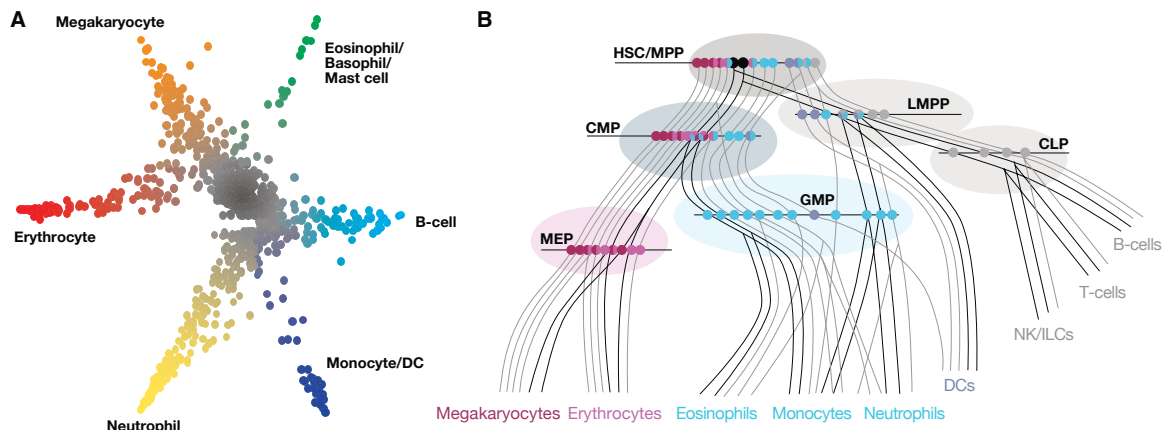 A
Megakaryocyte
Eosinophil/
Basophil/
Mast cell
Erythrocyte
B-cell
Monocyte/DC
Neutrophil
B
HSC/MPP
LMPP
CMP
CLP
GMP
MEP
B-cells
T-cells
NK/ILCs
DCs
Megakaryocytes Erythrocytes Eosinophils Monocytes Neutrophils